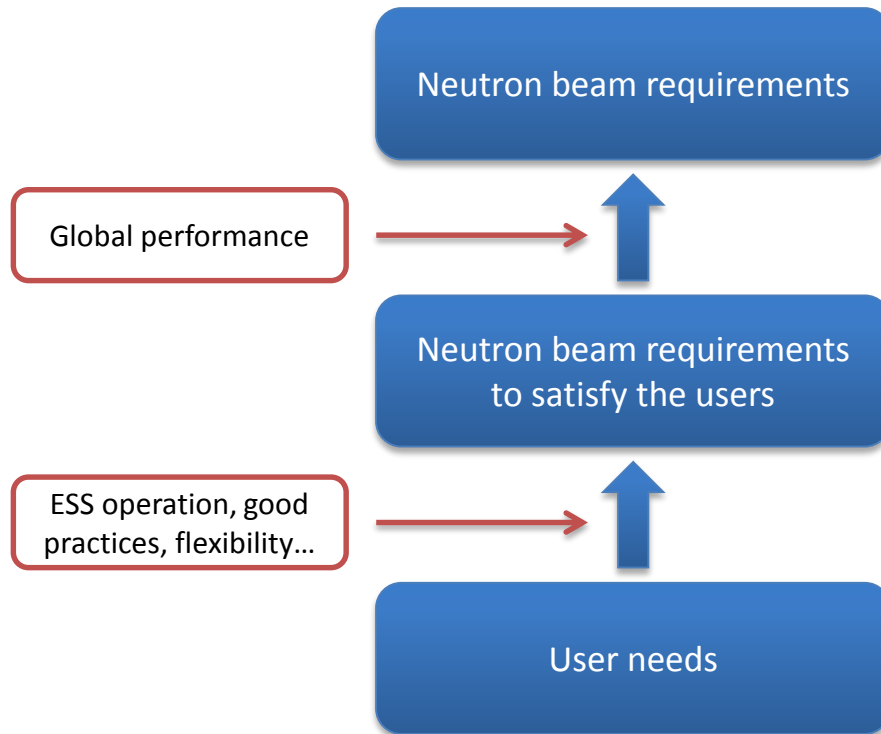 Neutron beam requirements
Global performance
Neutron beam requirements
to satisfy the users
ESS operation, good
practices, flexibility...
User needs